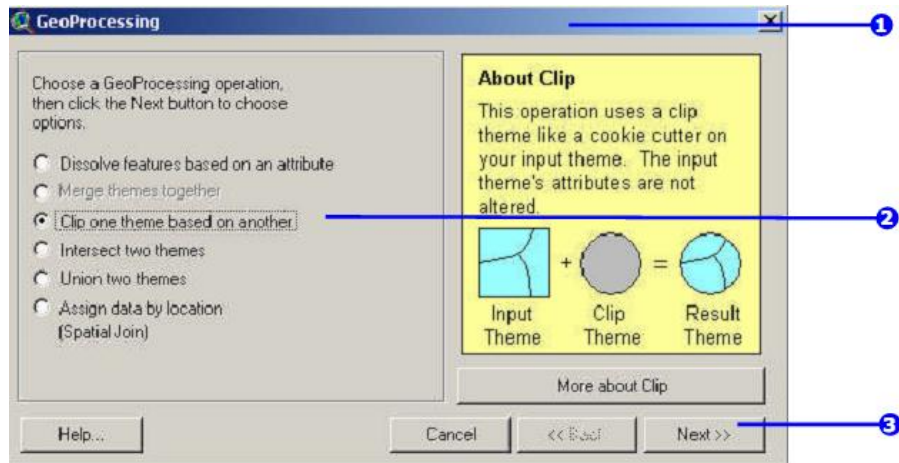 GeoProcessing
1
Choose a GeoProcessing operation,
then click the Next button to choose
options.
Dissolve features based on an attribute
Merge themes together
Clip one theme based on another
Intersect two themes
Union two themes
Assign data by location
(Spatial Join)
About Clip
This operation uses a clip
theme like a cookie cutter on
your input theme. The input
theme's attributes are not
altered.
2
+ =
Input Theme
Clip Theme
Result Theme
More about Clip
Help...
Cancel
<< Back
Next >>
3